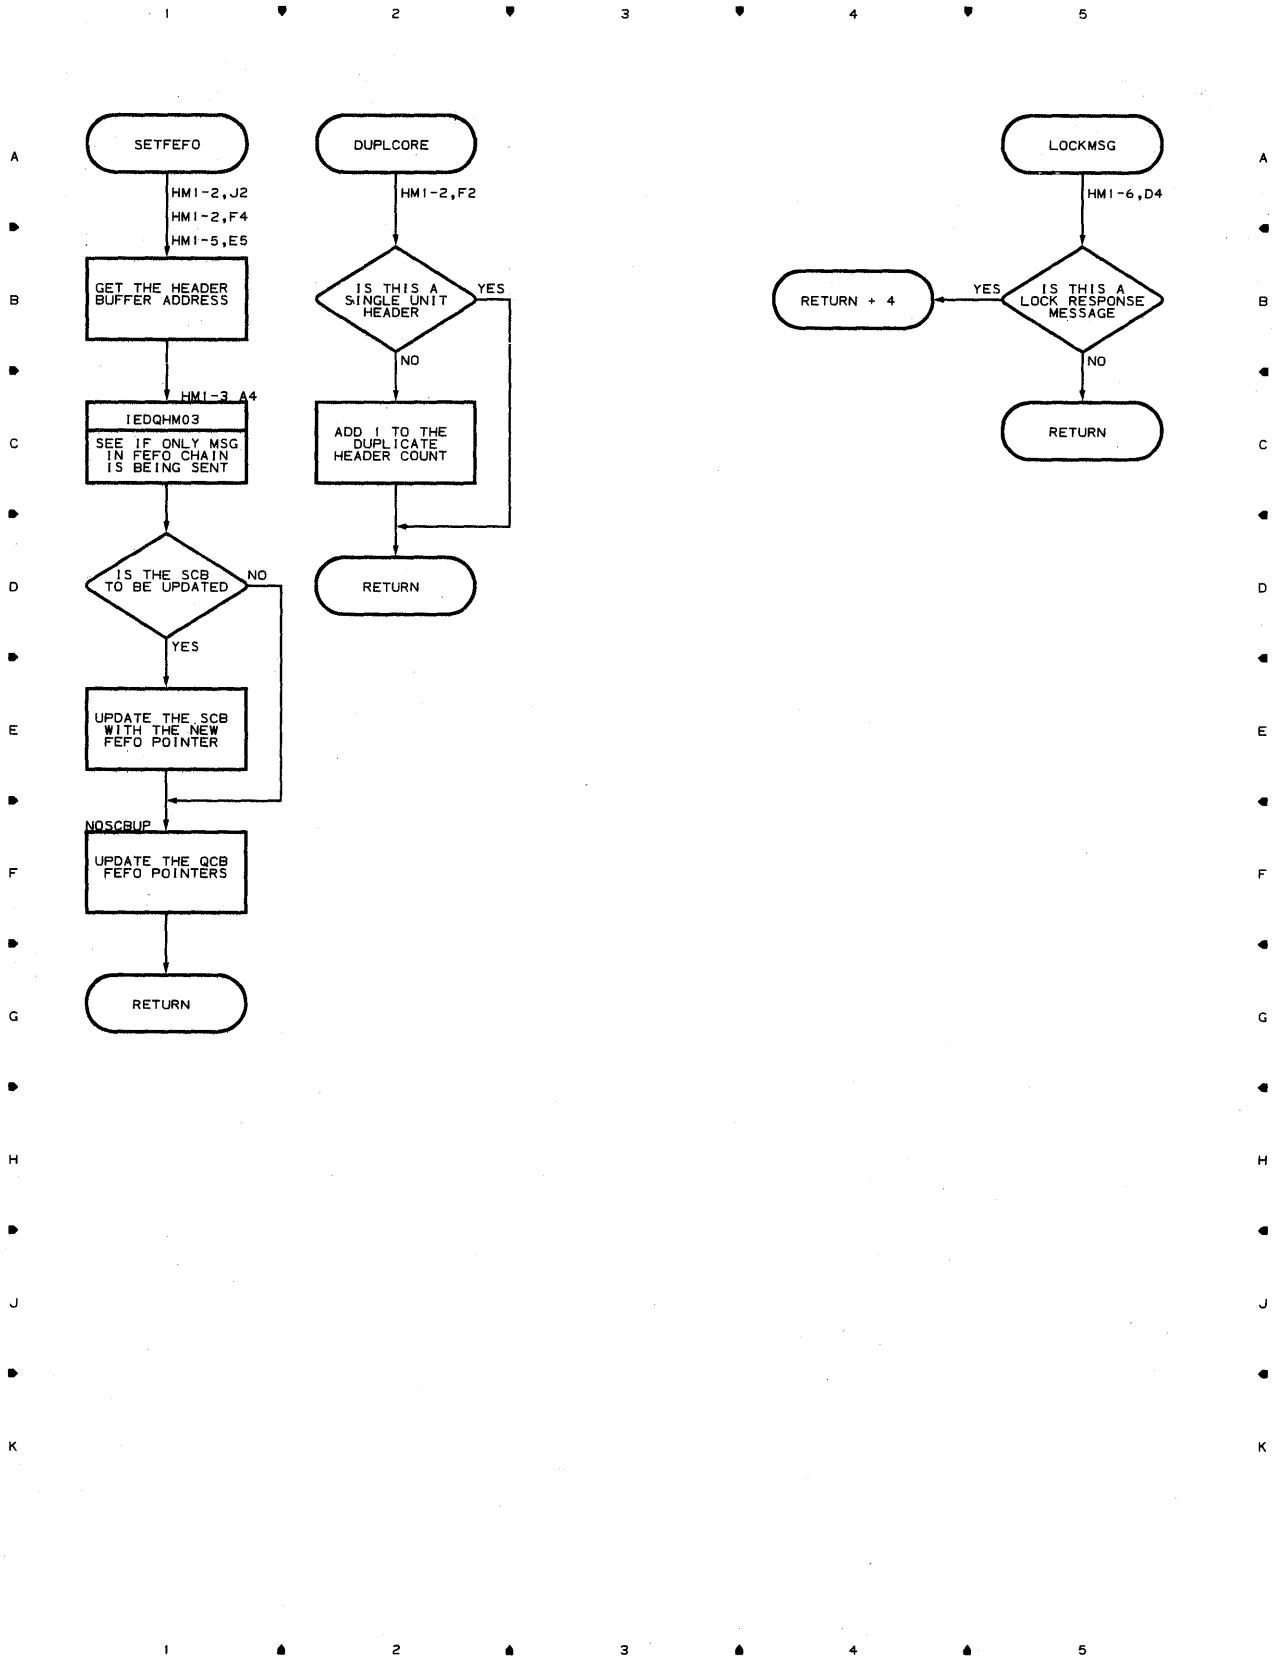 1 2 3 4 5
A
SETFEFO
HM1-2,J2
HM1-2,F4
HM1-5,E5
B
GET THE HEADER
BUFFER ADDRESS
HM1-3 A4
C
IEDQHM03
SEE IF ONLY MSG
IN FEFO CHAIN
IS BEING SENT
D
IS THE SCB
TO BE UPDATED
NO
YES
E
UPDATE THE SCB
WITH THE NEW
FEFO POINTER
NOSCBUP
F
UPDATE THE QCB
FEFO POINTERS
G
RETURN
H
J
K
DUPLCORE
HM1-2,F2
IS THIS A
SINGLE UNIT
HEADER
YES
NO
ADD 1 TO THE
DUPLICATE
HEADER COUNT
RETURN
LOCKMSG
HM1-6,D4
IS THIS A
LOCK RESPONSE
MESSAGE
YES
RETURN + 4
NO
RETURN
A
B
C
D
E
F
G
H
J
K
1 2 3 4 5